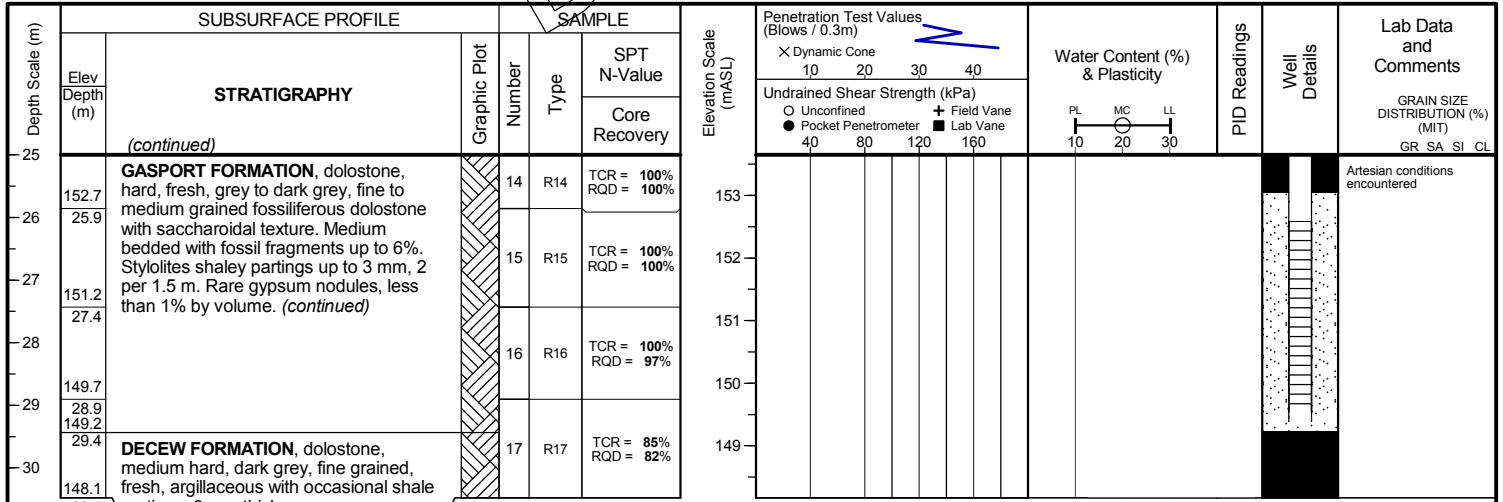 SUBSURFACE PROFILE
SAMPLE
Depth Scale (m)
Elev
Depth
(m)
STRATIGRAPHY
(continued)
Graphic Plot
Number
Type
SPT
N-Value
Core
Recovery
Elevation Scale
(mASL)
Penetration Test Values
(Blows / 0.3m)
× Dynamic Cone
10 20 30 40
Undrained Shear Strength (kPa)
○ Unconfined + Field Vane
● Pocket Penetrometer ■ Lab Vane
40 80 120 160
Water Content (%)
& Plasticity
PL MC LL
10 20 30
PID Readings
Well
Details
Lab Data
and
Comments
GRAIN SIZE
DISTRIBUTION (%)
(MIT)
GR SA SI CL
25
26
27
28
29
30
152.7
25.9
151.2
27.4
149.7
28.9
149.2
29.4
148.1
GASPORT FORMATION, dolostone,
hard, fresh, grey to dark grey, fine to
medium grained fossiliferous dolostone
with saccharoidal texture. Medium
bedded with fossil fragments up to 6%.
Stylolites shaley partings up to 3 mm, 2
per 1.5 m. Rare gypsum nodules, less
than 1% by volume. (continued)
DECEW FORMATION, dolostone,
medium hard, dark grey, fine grained,
fresh, argillaceous with occasional shale
14 R14 TCR = 100%
RQD = 100%
15 R15 TCR = 100%
RQD = 100%
16 R16 TCR = 100%
RQD = 97%
17 R17 TCR = 85%
RQD = 82%
153
152
151
150
149
Artesian conditions
encountered